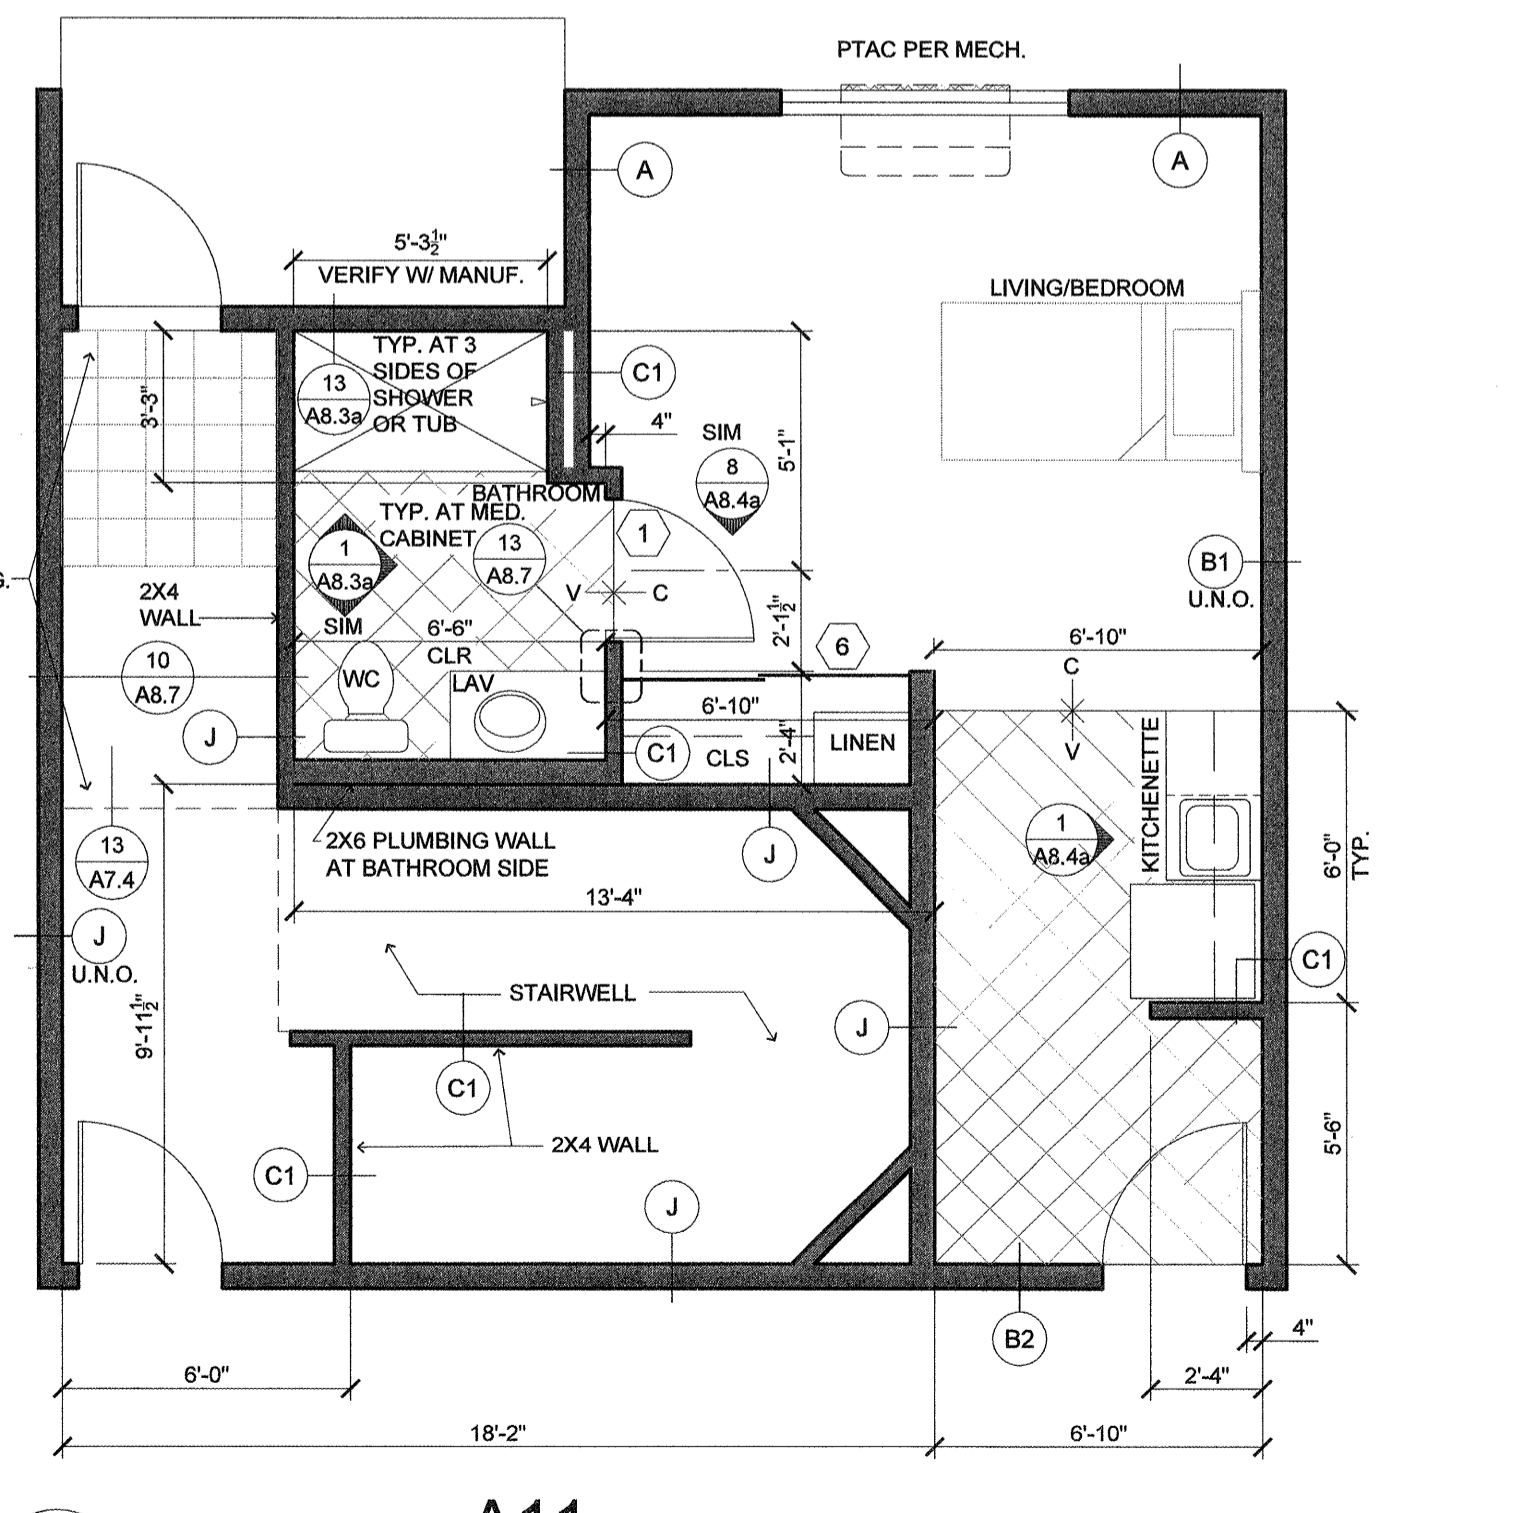 PTAC PER MECH.
A
A
5'-3½"
VERIFY W/ MANUF.
LIVING/BEDROOM
TYP. AT 3
SIDES OF
SHOWER
OR TUB
13
A8.3a
C1
3'-3"
4"
SIM
8
A8.4a
5'-1"
BATHROOM
TYP. AT MED.
CABINET
1
A8.3a
SIM
13
A8.7
1
V
C
B1
U.N.O.
G.
2X4
WALL
6'-6"
CLR
2'-1½"
6
6'-10"
10
A8.7
WC
LAV
C
V
6'-10"
J
C1
CLS
2'-4"
LINEN
KITCHENETTE
1
A8.4a
13
A7.4
2X6 PLUMBING WALL
AT BATHROOM SIDE
J
6'-0"
TYP.
13'-4"
J
U.N.O.
C1
STAIRWELL
9'-11½"
J
C1
2X4 WALL
5'-6"
C1
J
B2
4"
6'-0"
2'-4"
18'-2"
6'-10"